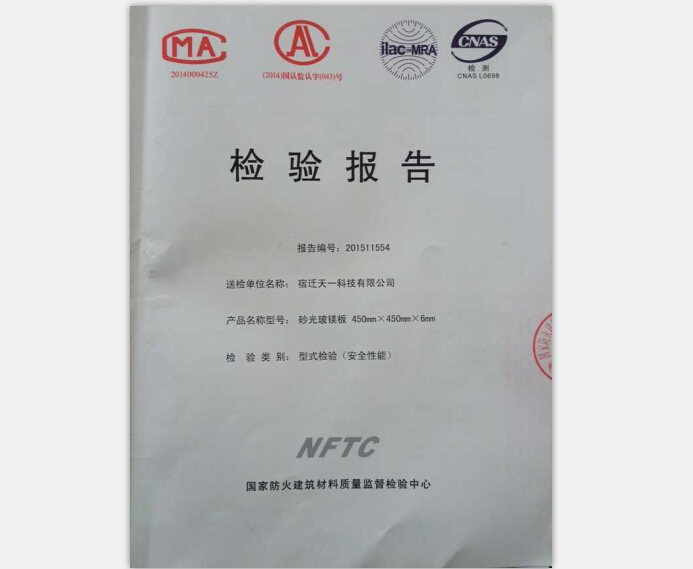 MA
2014000425Z
AL
(2014)国认监认字(043)号
ilac-MRA
CNAS
检 测
CNAS L0898
检 验 报 告
报告编号: 201511554
送检单位名称: 宿迁天一科技有限公司
产品名称型号: 砂光玻镁板 450mm×450mm×6mm
检 验 类 别: 型式检验（安全性能）
NFTC
国家防火建筑材料质量监督检验中心